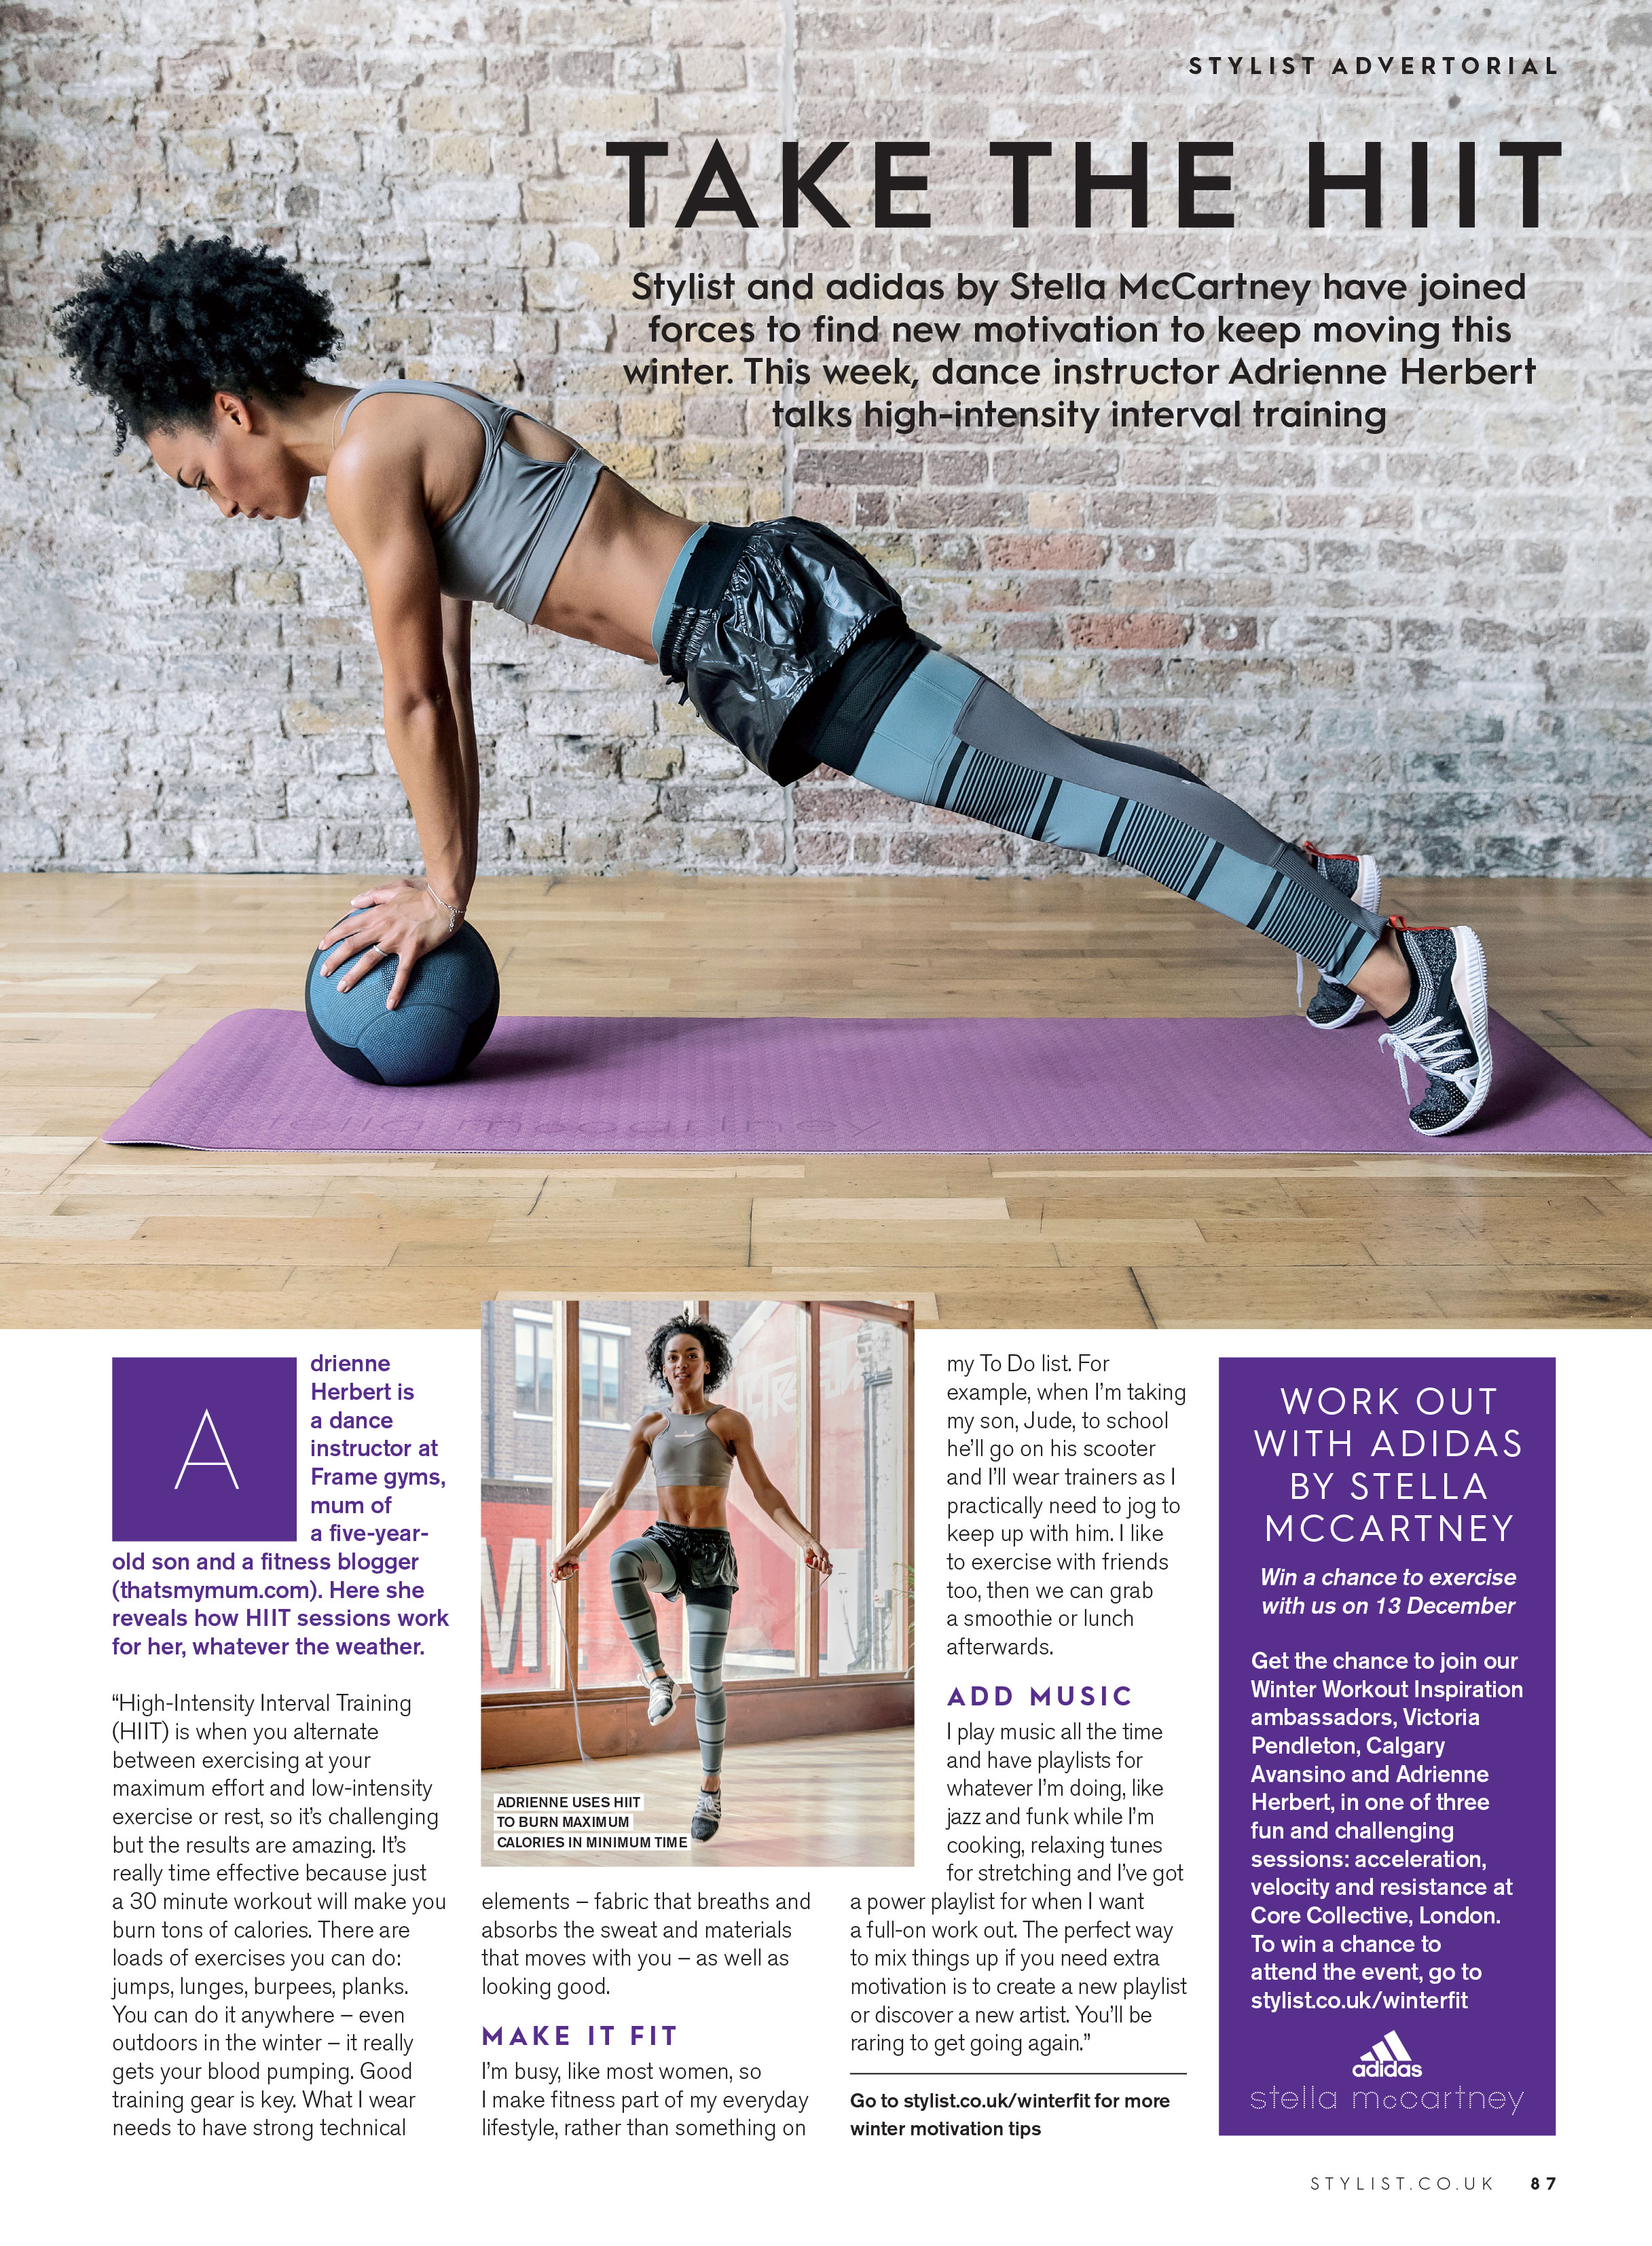 STYLIST ADVERTORIAL
TAKE THE HIIT
Stylist and adidas by Stella McCartney have joined
forces to find new motivation to keep moving this
winter. This week, dance instructor Adrienne Herbert
talks high-intensity interval training
stella mccartney
A
drienne
Herbert is
a dance
instructor at
Frame gyms,
mum of
a five-year-
old son and a fitness blogger
(thatsmymum.com). Here she
reveals how HIIT sessions work
for her, whatever the weather.
“High-Intensity Interval Training
(HIIT) is when you alternate
between exercising at your
maximum effort and low-intensity
exercise or rest, so it’s challenging
but the results are amazing. It’s
really time effective because just
a 30 minute workout will make you
burn tons of calories. There are
loads of exercises you can do:
jumps, lunges, burpees, planks.
You can do it anywhere – even
outdoors in the winter – it really
gets your blood pumping. Good
training gear is key. What I wear
needs to have strong technical
ADRIENNE USES HIIT
TO BURN MAXIMUM
CALORIES IN MINIMUM TIME
elements – fabric that breaths and
absorbs the sweat and materials
that moves with you – as well as
looking good.
MAKE IT FIT
I’m busy, like most women, so
I make fitness part of my everyday
lifestyle, rather than something on
my To Do list. For
example, when I’m taking
my son, Jude, to school
he’ll go on his scooter
and I’ll wear trainers as I
practically need to jog to
keep up with him. I like
to exercise with friends
too, then we can grab
a smoothie or lunch
afterwards.
ADD MUSIC
I play music all the time
and have playlists for
whatever I’m doing, like
jazz and funk while I’m
cooking, relaxing tunes
for stretching and I’ve got
a power playlist for when I want
a full-on work out. The perfect way
to mix things up if you need extra
motivation is to create a new playlist
or discover a new artist. You’ll be
raring to get going again.”
Go to stylist.co.uk/winterfit for more
winter motivation tips
WORK OUT
WITH ADIDAS
BY STELLA
MCCARTNEY
Win a chance to exercise
with us on 13 December
Get the chance to join our
Winter Workout Inspiration
ambassadors, Victoria
Pendleton, Calgary
Avansino and Adrienne
Herbert, in one of three
fun and challenging
sessions: acceleration,
velocity and resistance at
Core Collective, London.
To win a chance to
attend the event, go to
stylist.co.uk/winterfit
adidas
stella mccartney
STYLIST.CO.UK 87